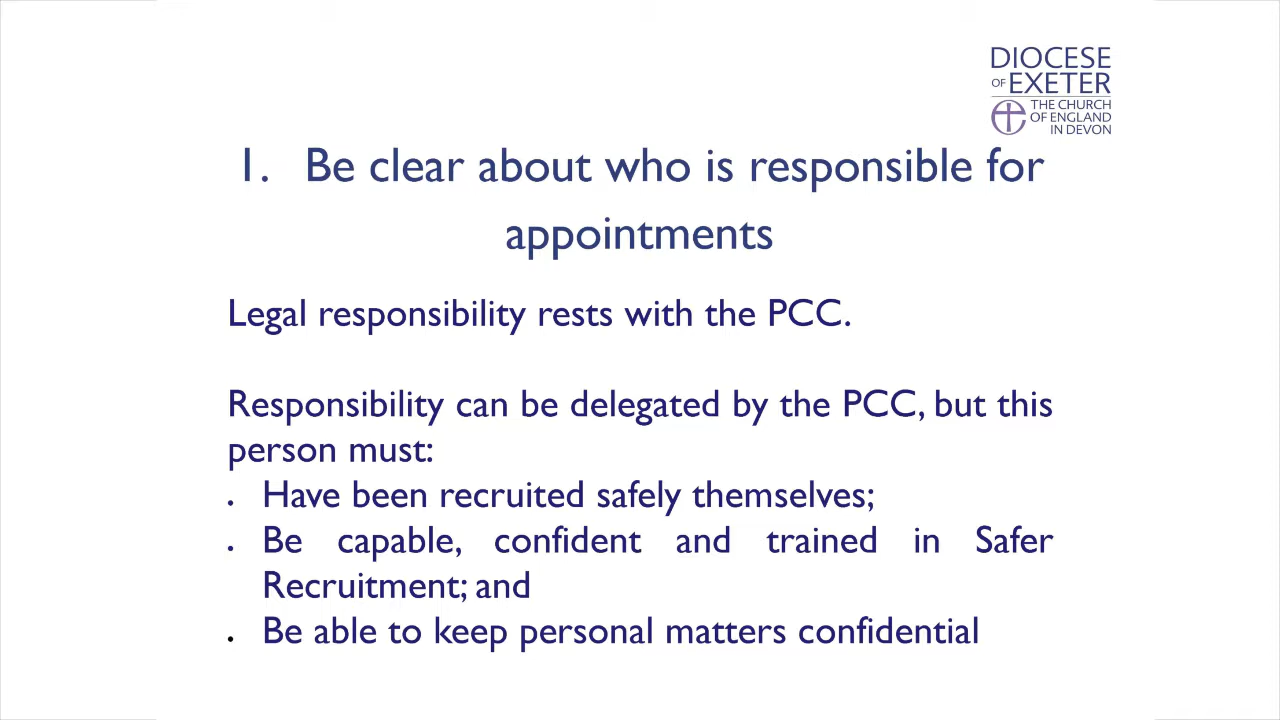 DIOCESE
OF EXETER
THE CHURCH
OF ENGLAND
IN DEVON
1. Be clear about who is responsible for
appointments
Legal responsibility rests with the PCC.
Responsibility can be delegated by the PCC, but this
person must:
• Have been recruited safely themselves;
• Be capable, confident and trained in Safer
Recruitment; and
• Be able to keep personal matters confidential